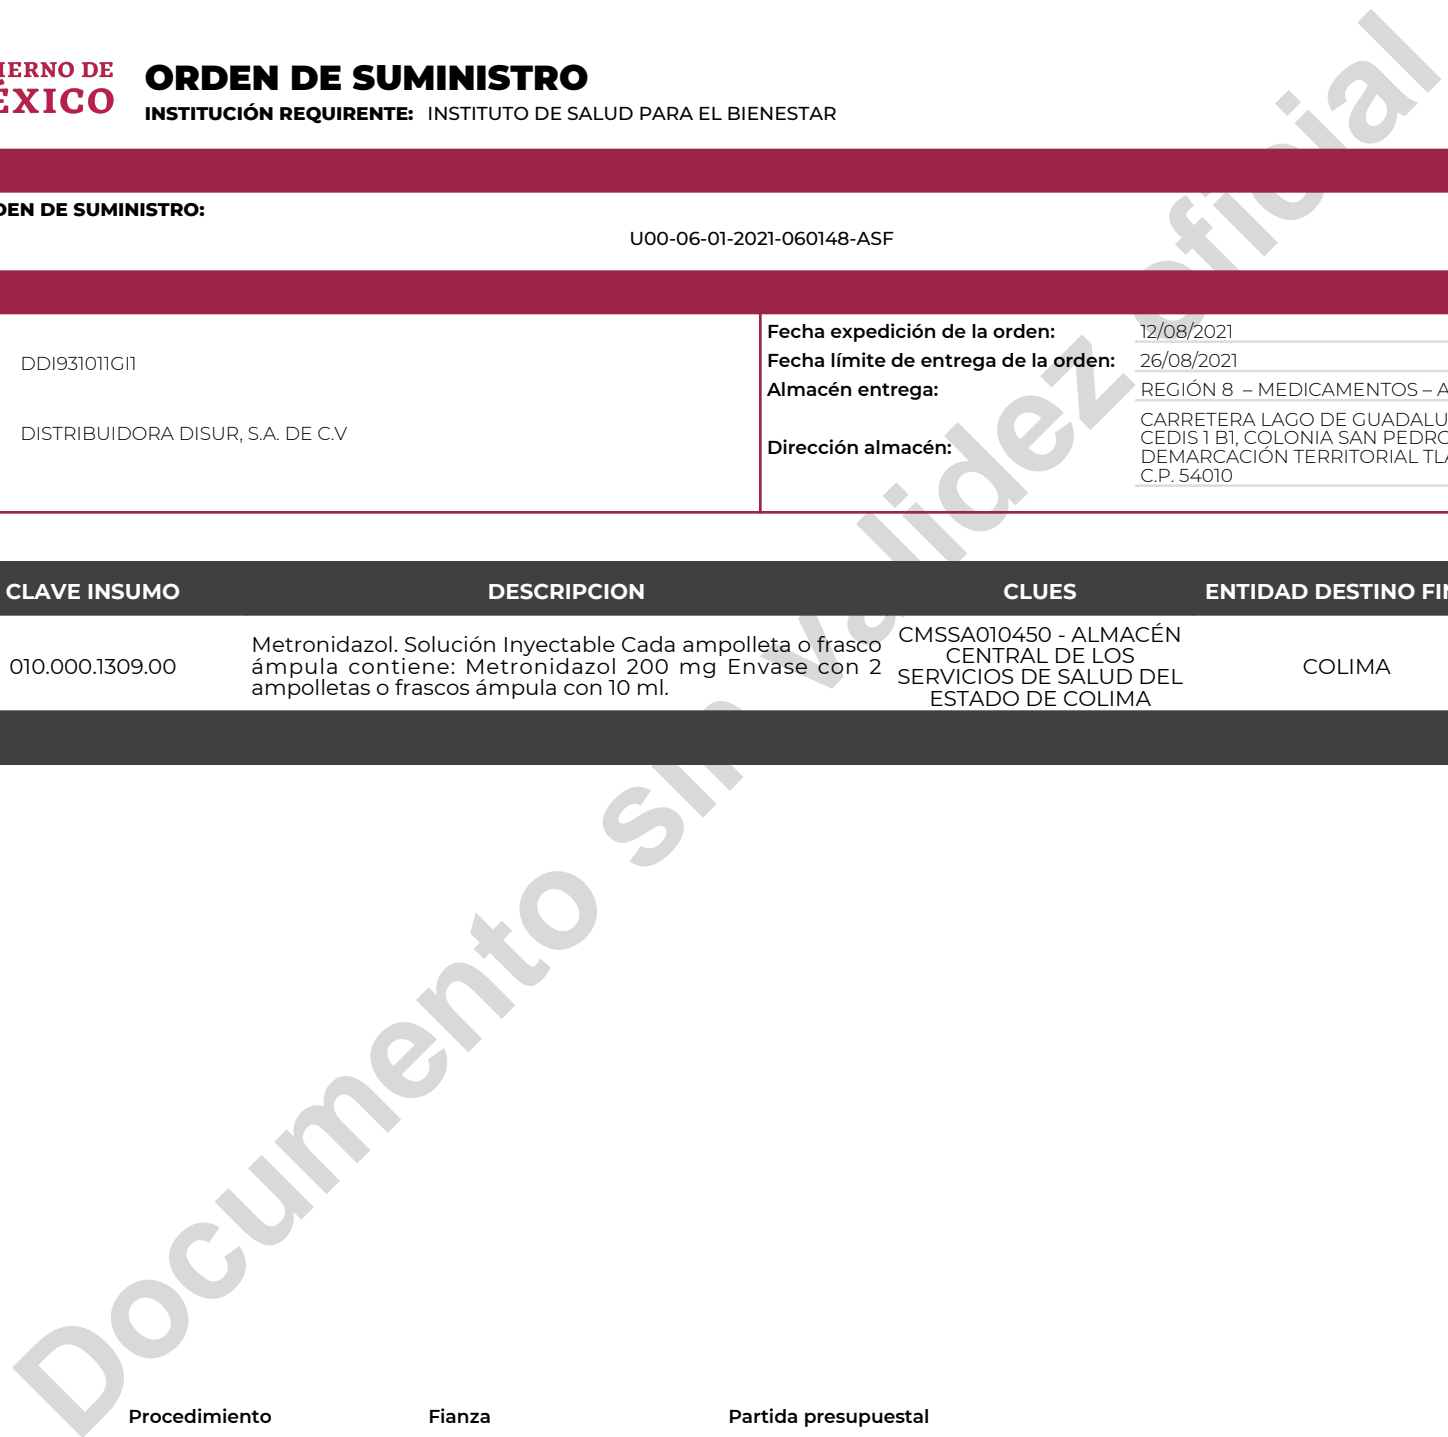 IERNO DE
ÉXICO
ORDEN DE SUMINISTRO
INSTITUCIÓN REQUIRENTE: INSTITUTO DE SALUD PARA EL BIENESTAR
DEN DE SUMINISTRO:
U00-06-01-2021-060148-ASF
DDI931011GI1
DISTRIBUIDORA DISUR, S.A. DE C.V
Fecha expedición de la orden: 12/08/2021
Fecha límite de entrega de la orden: 26/08/2021
Almacén entrega: REGIÓN 8 – MEDICAMENTOS – A
Dirección almacén:
CARRETERA LAGO DE GUADALU
CEDIS 1 B1, COLONIA SAN PEDRO
DEMARCACIÓN TERRITORIAL TLA
C.P. 54010
CLAVE INSUMO DESCRIPCION CLUES ENTIDAD DESTINO FIN
010.000.1309.00
Metronidazol. Solución Inyectable Cada ampolleta o frasco
ámpula contiene: Metronidazol 200 mg Envase con 2
ampolletas o frascos ámpula con 10 ml.
CMSSA010450 - ALMACÉN
CENTRAL DE LOS
SERVICIOS DE SALUD DEL
ESTADO DE COLIMA
COLIMA
Documento sin validez oficial
Procedimiento Fianza Partida presupuestal